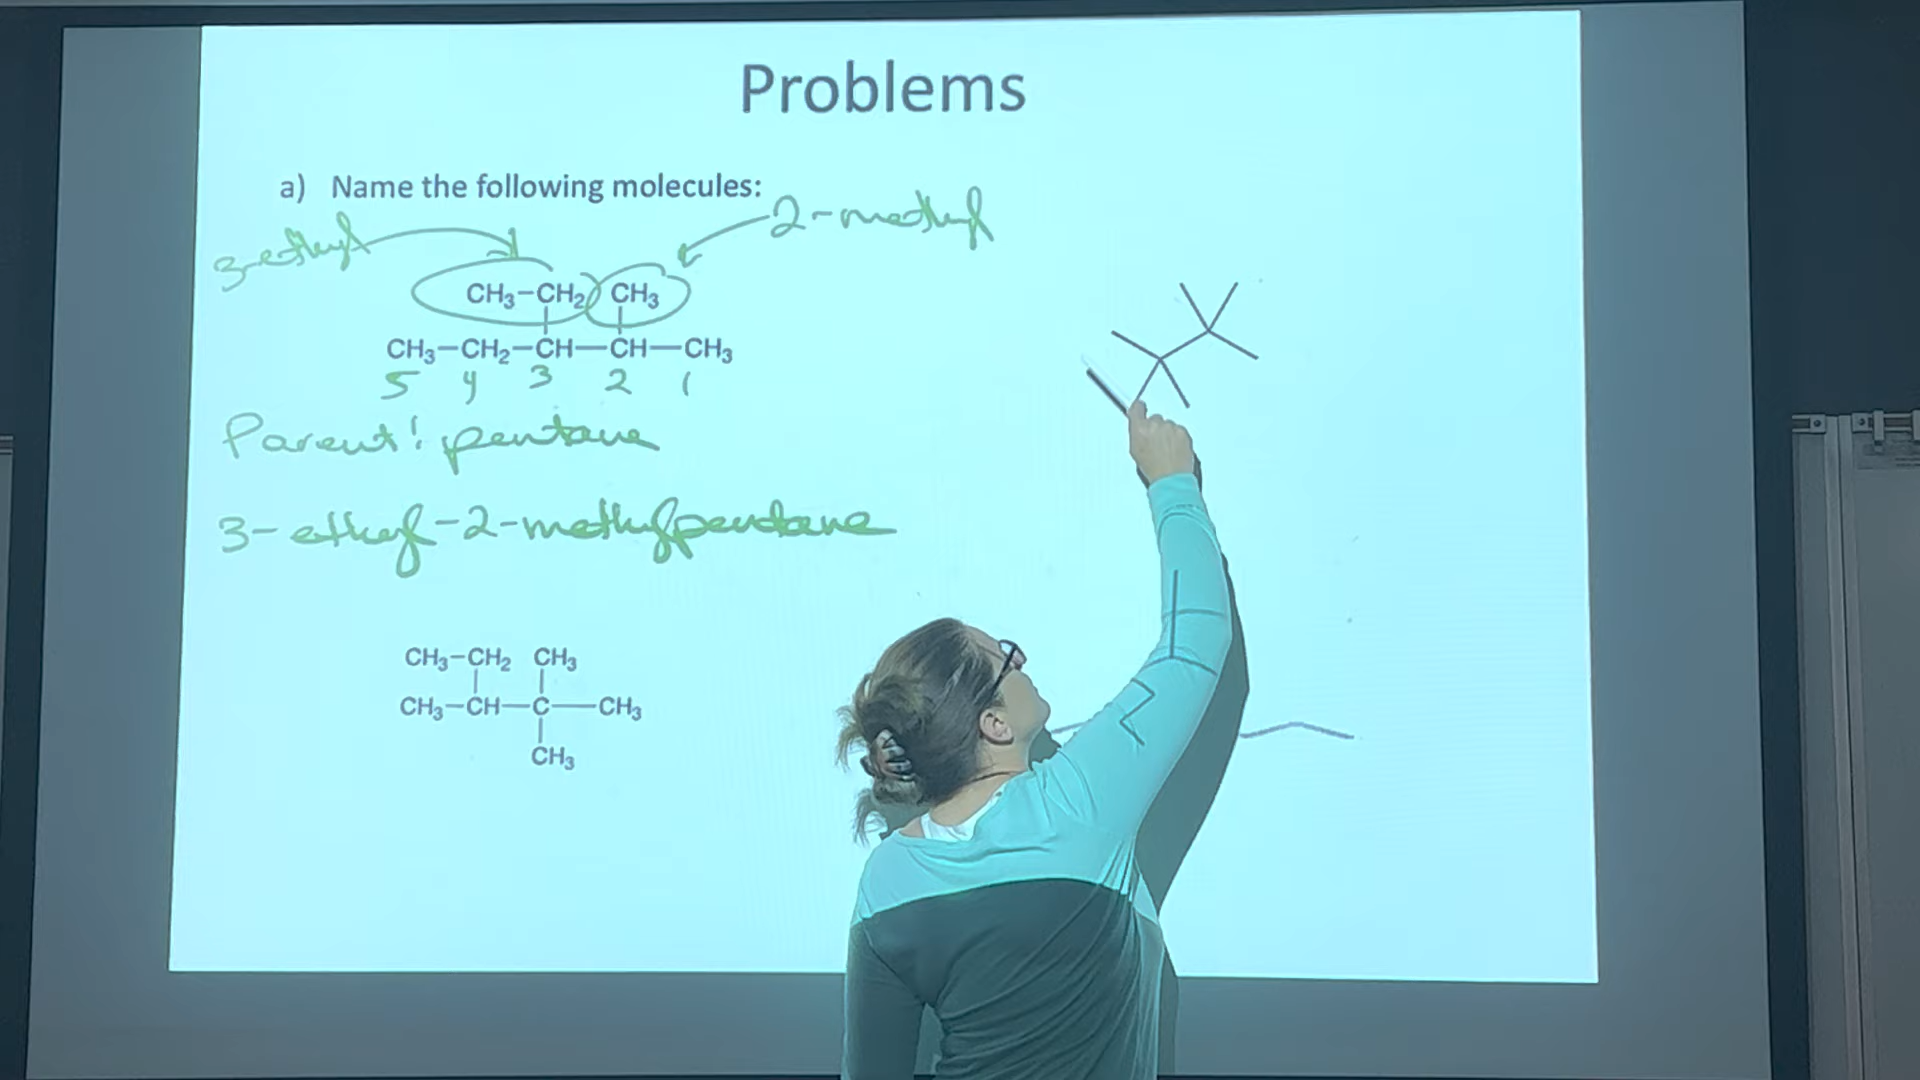 Problems
a) Name the following molecules:
3-ethyl
2-methyl
CH₃-CH₂ CH₃
CH₃-CH₂-CH-CH-CH₃
5 4 3 2 1
Parent: pentane
3-ethyl-2-methylpentane
CH₃-CH₂ CH₃
CH₃-CH-C-CH₃
CH₃